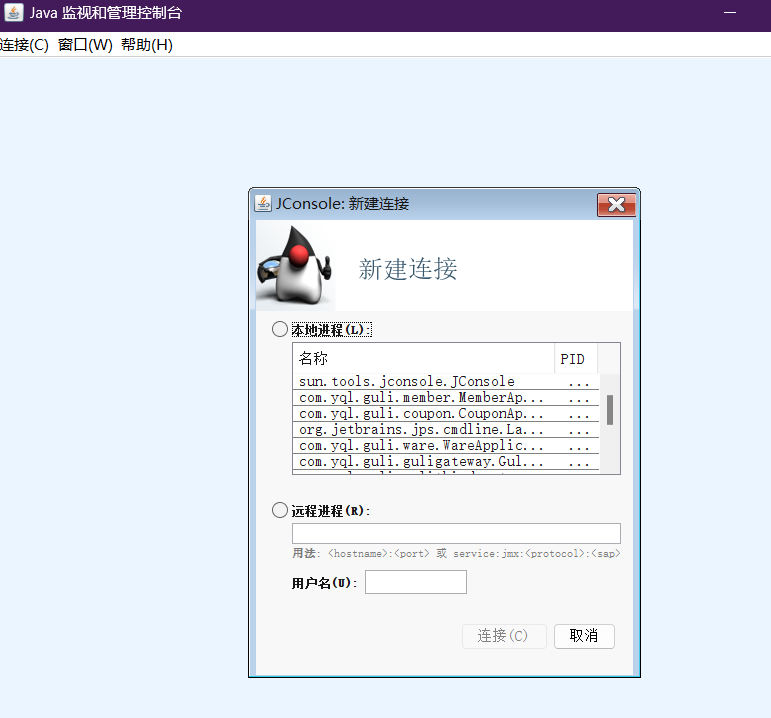 Java 监视和管理控制台
连接(C) 窗口(W) 帮助(H)
JConsole: 新建连接
新建连接
本地进程(L):
名称 PID
sun.tools.jconsole.JConsole ...
com.yql.guli.member.MemberAp... ...
com.yql.guli.coupon.CouponAp... ...
org.jetbrains.jps.cmdline.La... ...
com.yql.guli.ware.WareApplic... ...
com.yql.guli.guligateway.Gul... ...
远程进程(R):
用法: <hostname>:<port> 或 service:jmx:<protocol>:<sap>
用户名(U):
连接(C) 取消